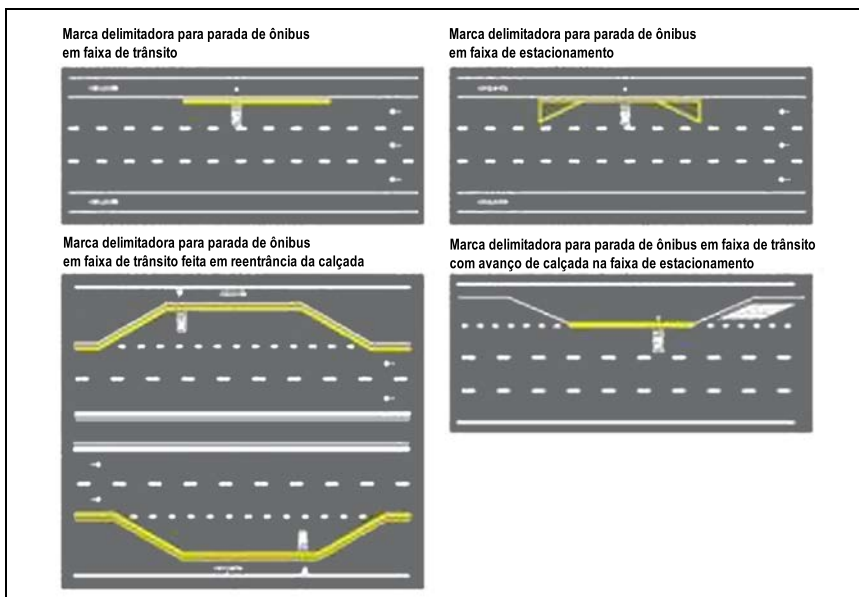 Marca delimitadora para parada de ônibus
em faixa de trânsito
Marca delimitadora para parada de ônibus
em faixa de estacionamento
Marca delimitadora para parada de ônibus
em faixa de trânsito feita em reentrância da calçada
Marca delimitadora para parada de ônibus em faixa de trânsito
com avanço de calçada na faixa de estacionamento